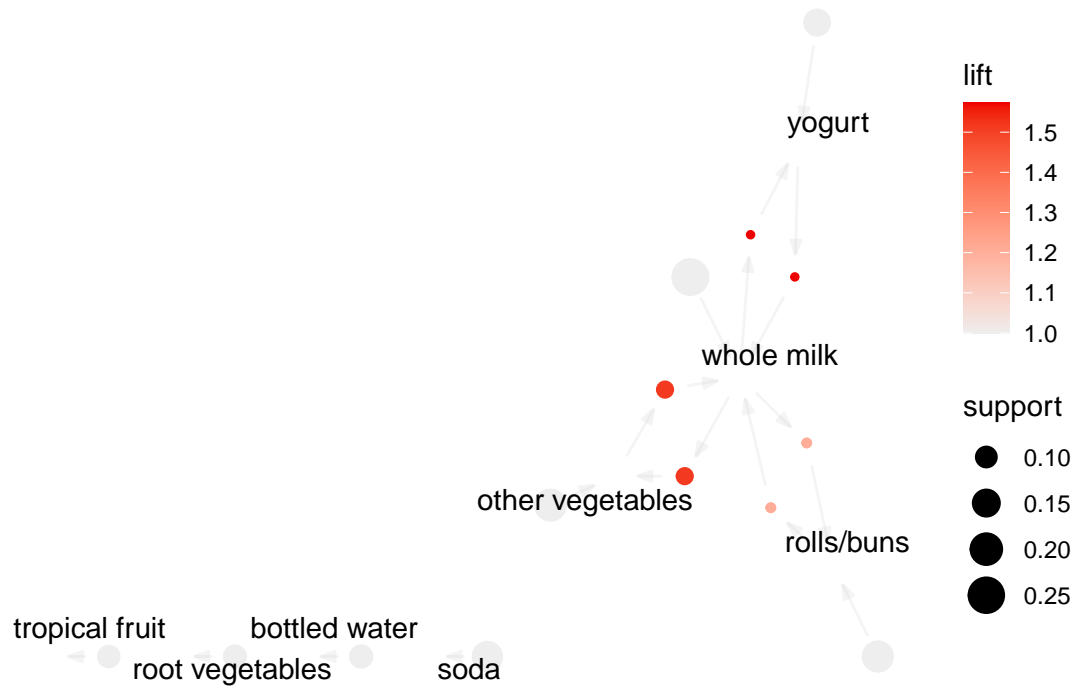 yogurt
whole milk
other vegetables
rolls/buns
tropical fruit
bottled water
root vegetables
soda
lift
1.5
1.4
1.3
1.2
1.1
1.0
support
0.10
0.15
0.20
0.25